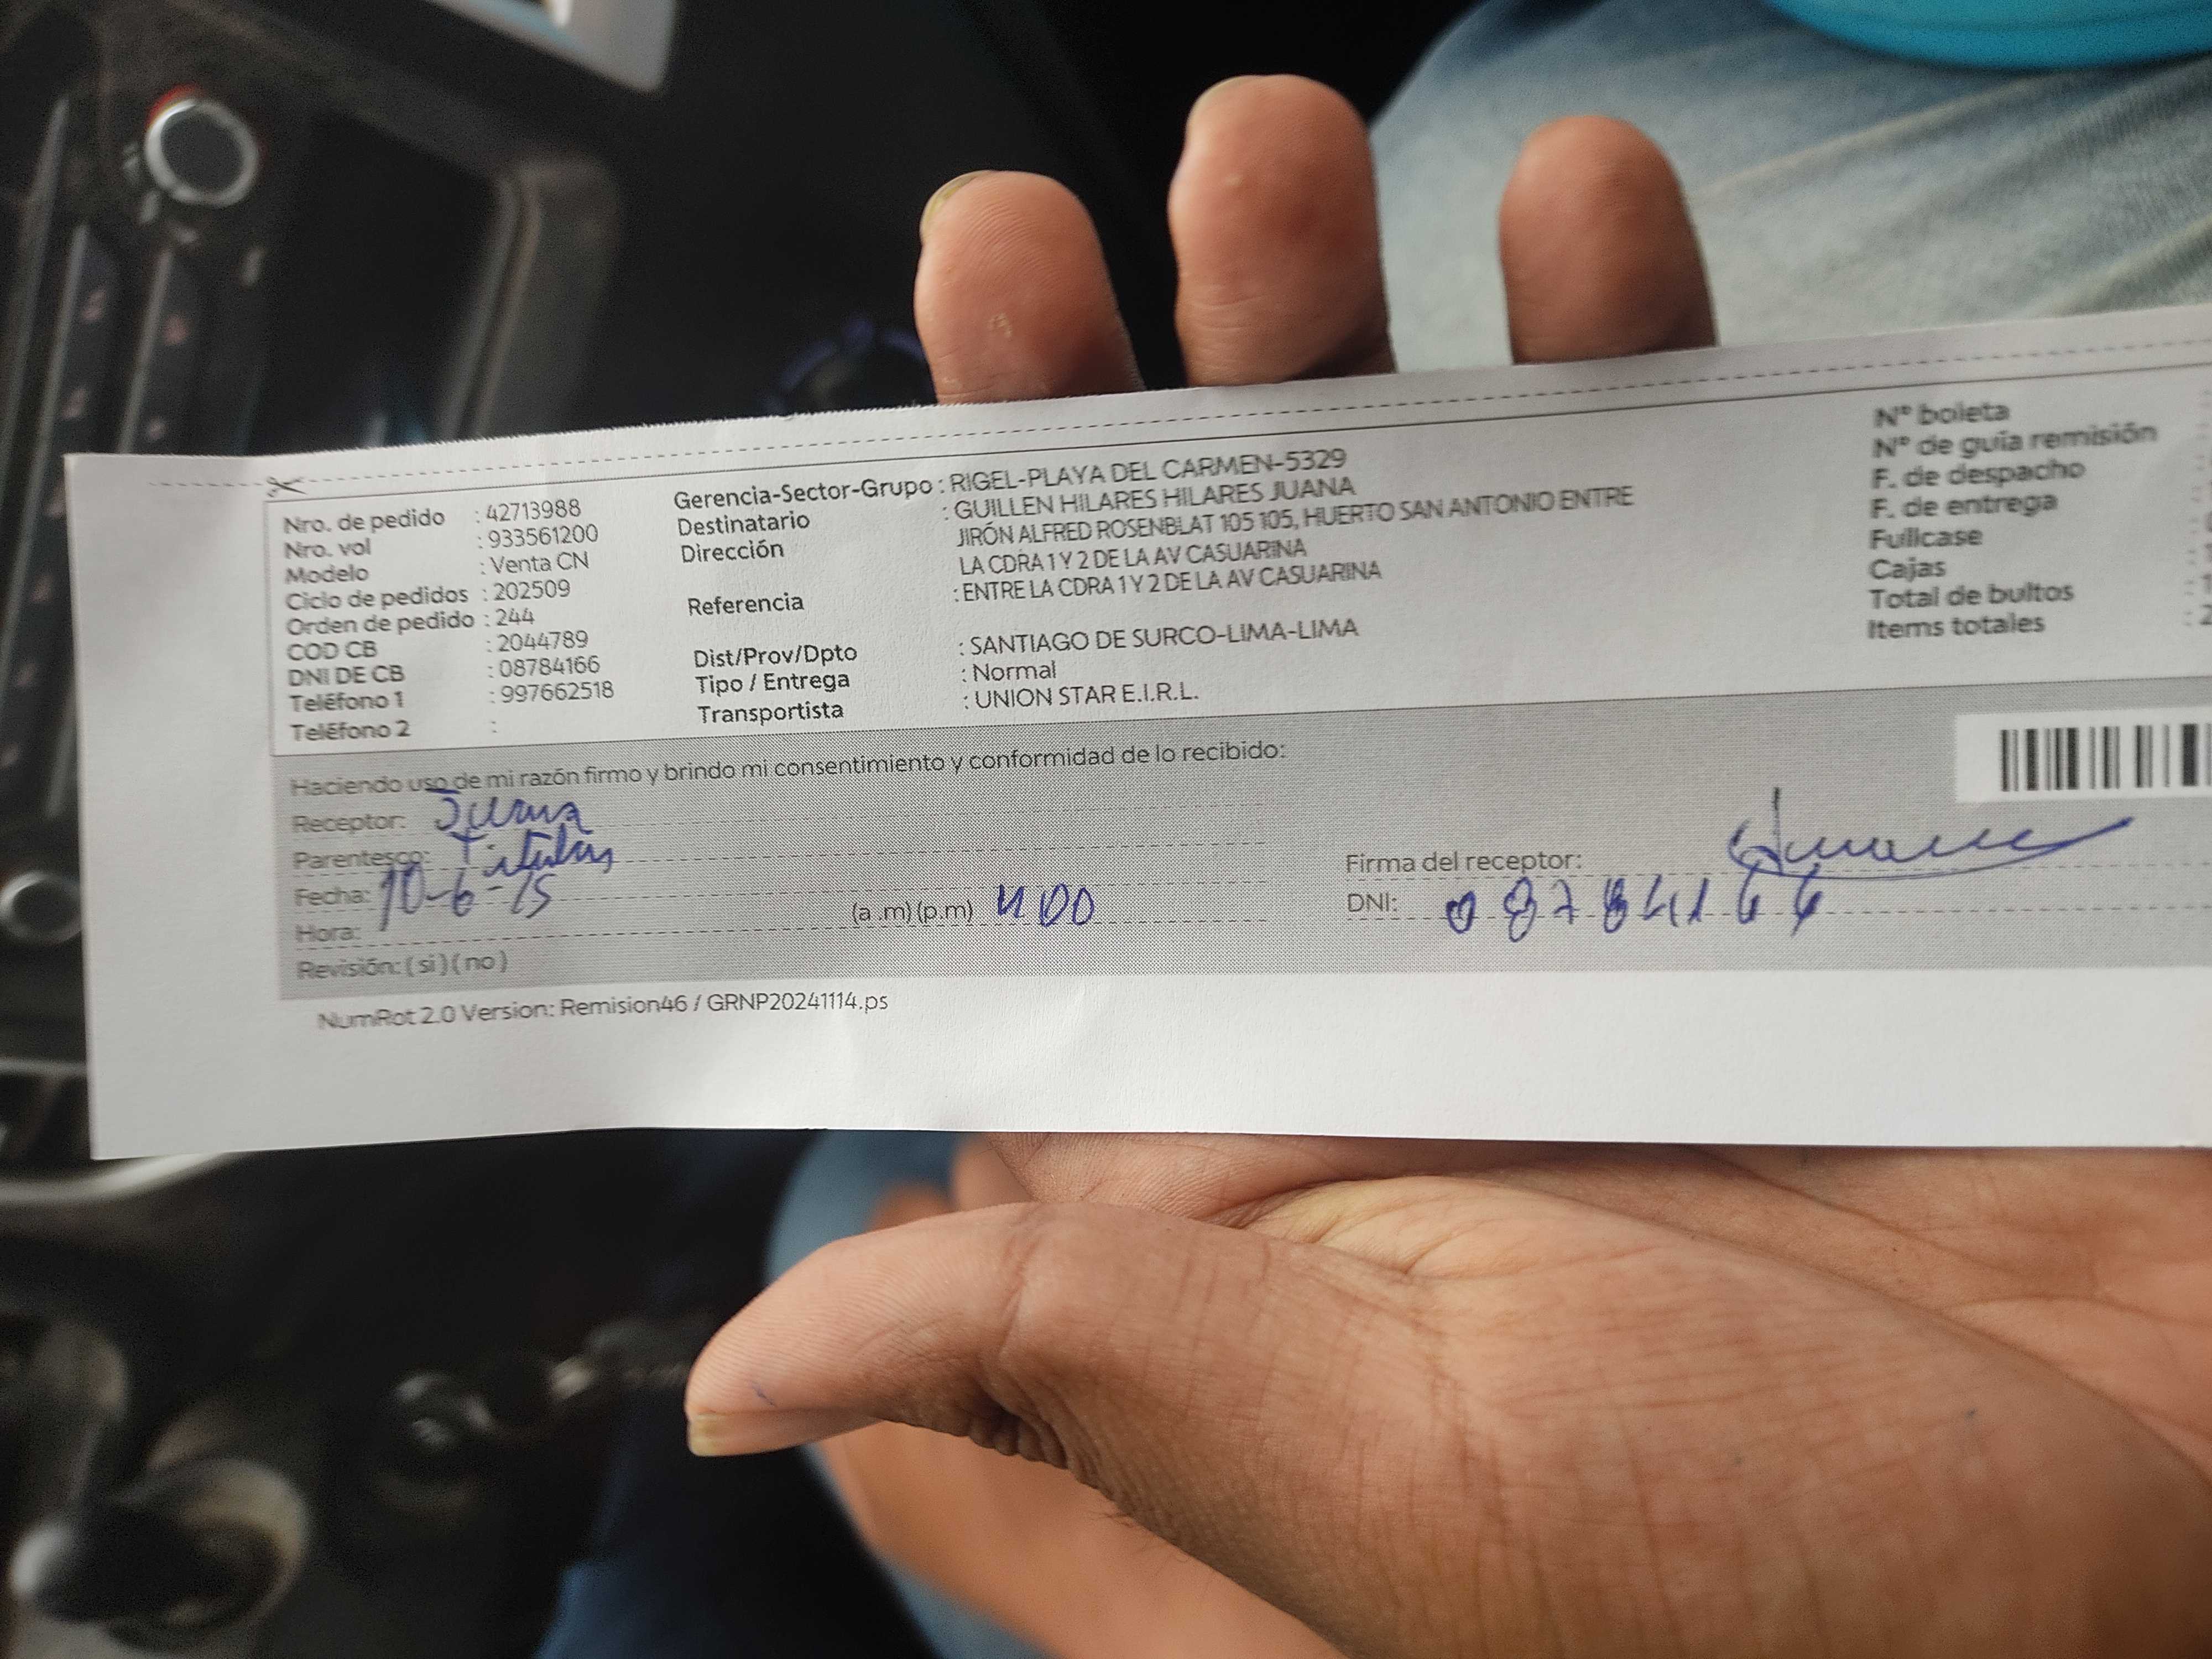 Nro. de pedido : 42713988
Nro. vol : 933561200
Modelo : Venta CN
Ciclo de pedidos : 202509
Orden de pedido : 244
COD CB : 2044789
DNI DE CB : 08784166
Teléfono 1 : 997662518
Teléfono 2 :
Gerencia-Sector-Grupo : RIGEL-PLAYA DEL CARMEN-5329
Destinatario : GUILLEN HILARES HILARES JUANA
Dirección JIRÓN ALFRED ROSENBLAT 105 105, HUERTO SAN ANTONIO ENTRE
LA CDRA 1 Y 2 DE LA AV CASUARINA
Referencia : ENTRE LA CDRA 1 Y 2 DE LA AV CASUARINA
Dist/Prov/Dpto : SANTIAGO DE SURCO-LIMA-LIMA
Tipo / Entrega : Normal
Transportista : UNION STAR E.I.R.L.
N° boleta
N° de guía remisión
F. de despacho
F. de entrega
Fullcase
Cajas
Total de bultos
Items totales
Haciendo uso de mi razón firmo y brindo mi consentimiento y conformidad de lo recibido:
Receptor: Juana
Parentesco: Titular
Fecha: 10-6-25
Hora: (a .m) (p.m) 4 00
Revisión: ( si ) ( no )
Firma del receptor:
DNI: 08784166
NumRot 2.0 Version: Remision46 / GRNP20241114.ps